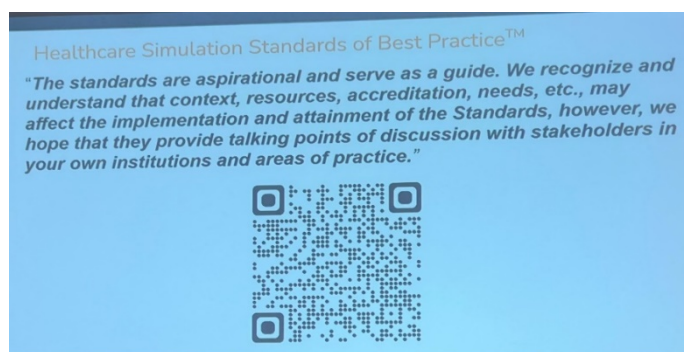 Healthcare Simulation Standards of Best Practice™
“The standards are aspirational and serve as a guide. We recognize and
understand that context, resources, accreditation, needs, etc., may
affect the implementation and attainment of the Standards, however, we
hope that they provide talking points of discussion with stakeholders in
your own institutions and areas of practice.”